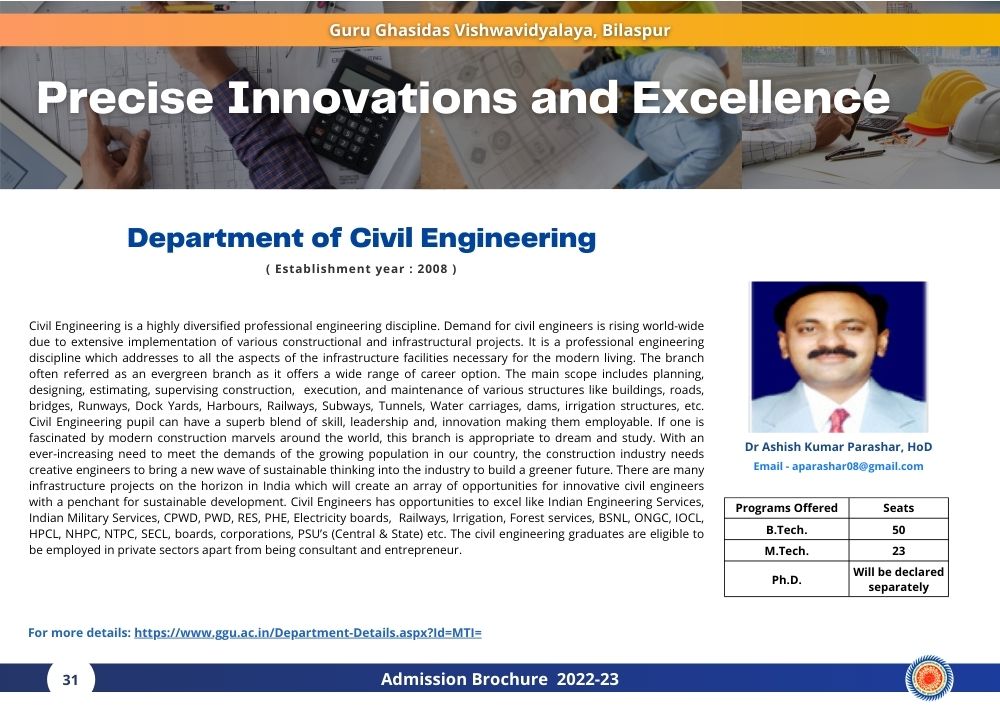 Guru Ghasidas Vishwavidyalaya, Bilaspur
Precise Innovations and Excellence
Department of Civil Engineering
( Establishment year : 2008 )
Civil Engineering is a highly diversified professional engineering discipline. Demand for civil engineers is rising world-wide
due to extensive implementation of various constructional and infrastructural projects. It is a professional engineering
discipline which addresses to all the aspects of the infrastructure facilities necessary for the modern living. The branch
often referred as an evergreen branch as it offers a wide range of career option. The main scope includes planning,
designing, estimating, supervising construction, execution, and maintenance of various structures like buildings, roads,
bridges, Runways, Dock Yards, Harbours, Railways, Subways, Tunnels, Water carriages, dams, irrigation structures, etc.
Civil Engineering pupil can have a superb blend of skill, leadership and, innovation making them employable. If one is
fascinated by modern construction marvels around the world, this branch is appropriate to dream and study. With an
ever-increasing need to meet the demands of the growing population in our country, the construction industry needs
creative engineers to bring a new wave of sustainable thinking into the industry to build a greener future. There are many
infrastructure projects on the horizon in India which will create an array of opportunities for innovative civil engineers
with a penchant for sustainable development. Civil Engineers has opportunities to excel like Indian Engineering Services,
Indian Military Services, CPWD, PWD, RES, PHE, Electricity boards, Railways, Irrigation, Forest services, BSNL, ONGC, IOCL,
HPCL, NHPC, NTPC, SECL, boards, corporations, PSU's (Central & State) etc. The civil engineering graduates are eligible to
be employed in private sectors apart from being consultant and entrepreneur.
Dr Ashish Kumar Parashar, HoD
Email - aparashar08@gmail.com
Programs Offered Seats
B.Tech. 50
M.Tech. 23
Ph.D. Will be declared
separately
For more details: https://www.ggu.ac.in/Department-Details.aspx?Id=MTI=
31
Admission Brochure 2022-23